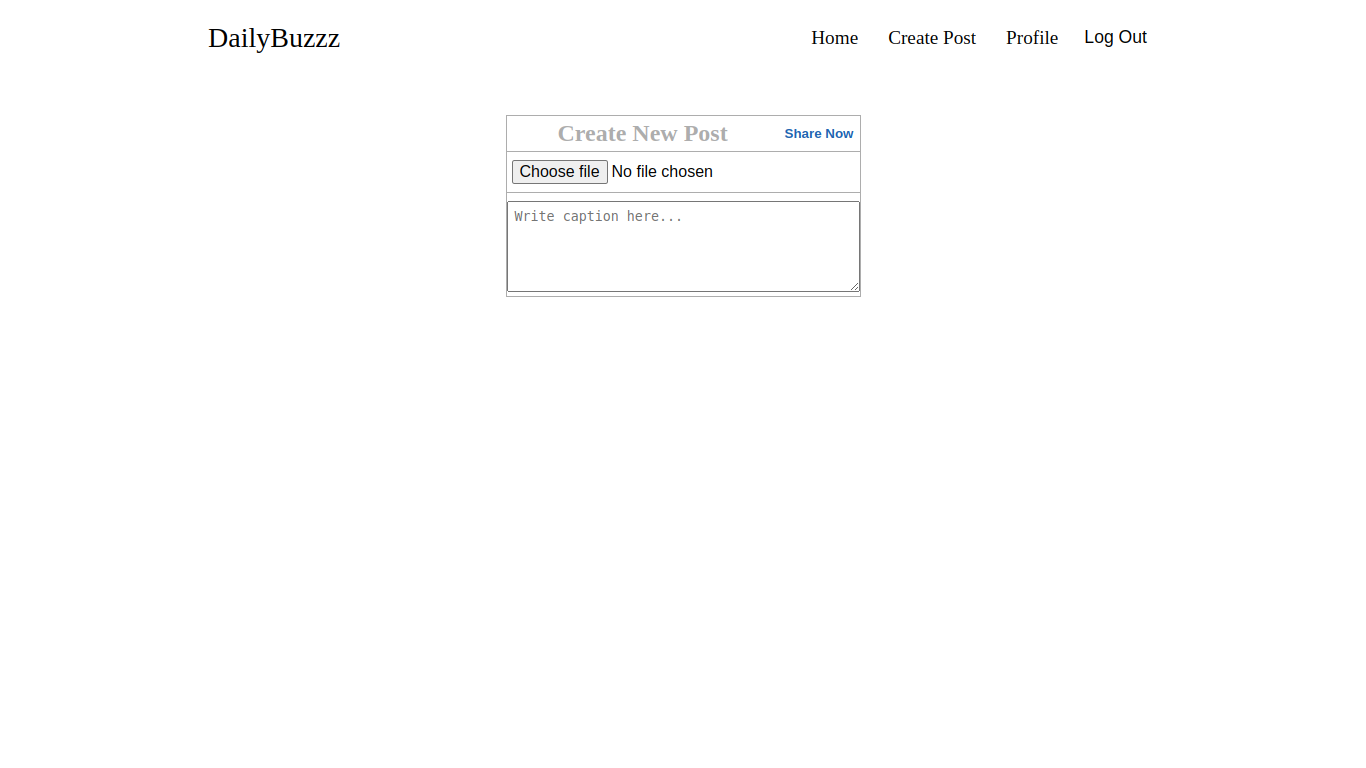 DailyBuzzz Home Create Post Profile Log Out
Create New Post Share Now
Choose file No file chosen
Write caption here...